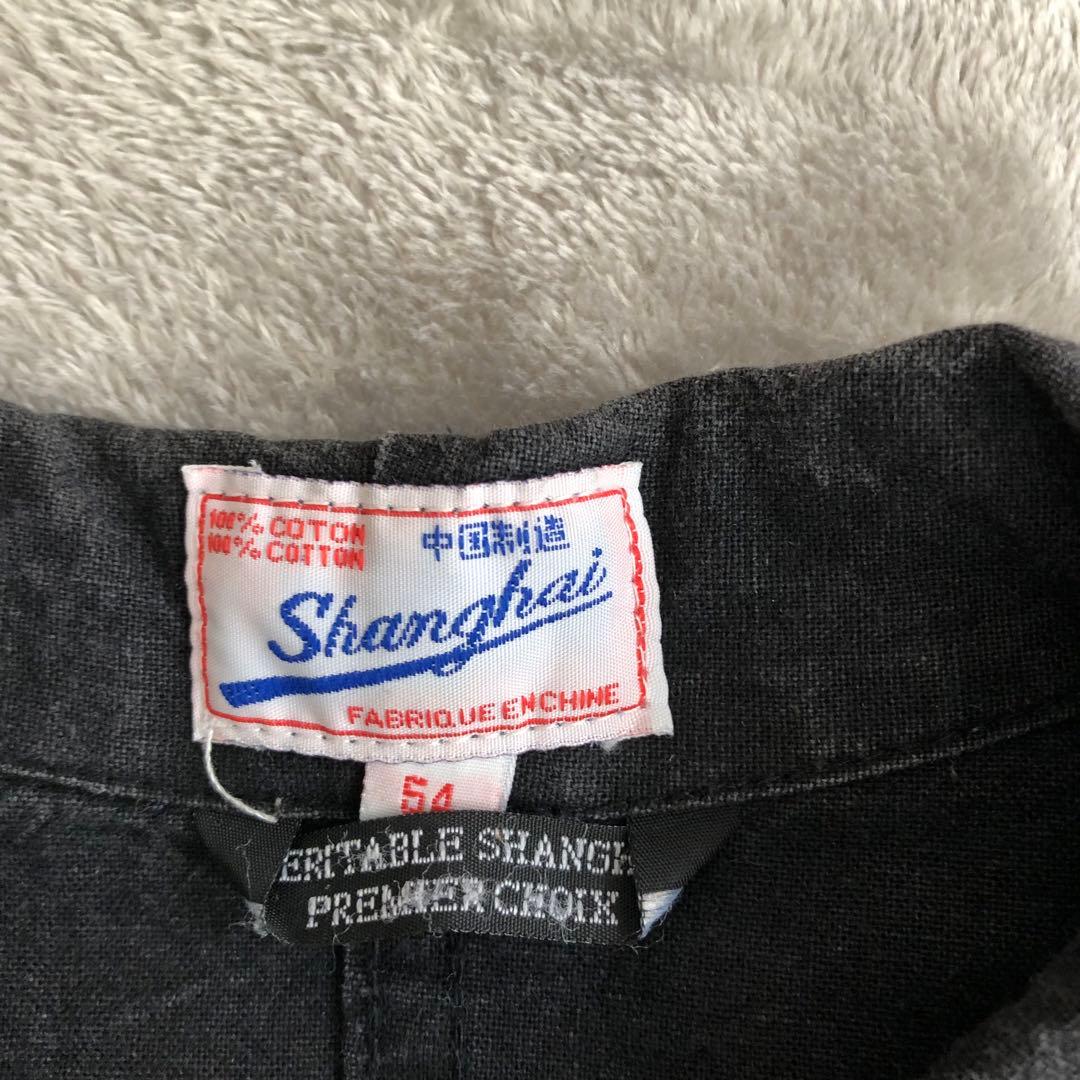 100% COTON
100% COTTON
中国制造
Shanghai
FABRIQUE EN CHINE
54
ERITABLE SHANGH
PREMIER CHOIX